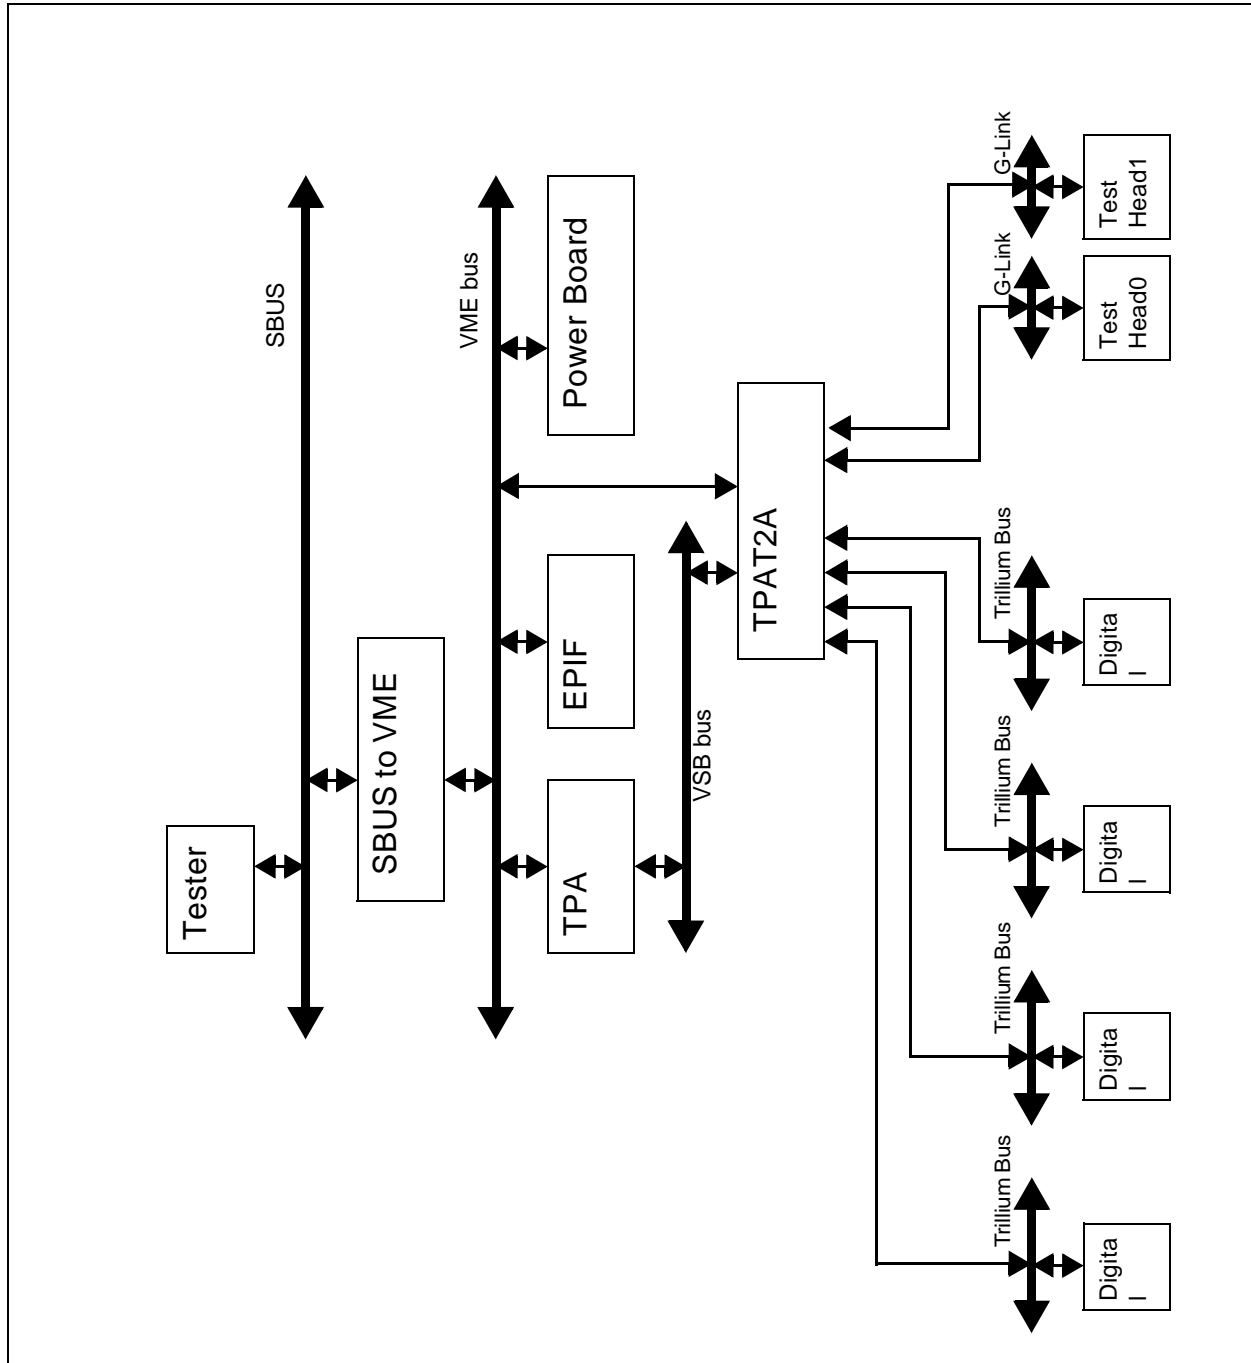 Tester
SBUS
SBUS to VME
VME bus
TPA
EPIF
Power Board
VSB bus
TPAT2A
Trillium Bus
Trillium Bus
Trillium Bus
Trillium Bus
G-Link
G-Link
Digita
l
Digita
l
Digita
l
Digita
l
Test
Head0
Test
Head1